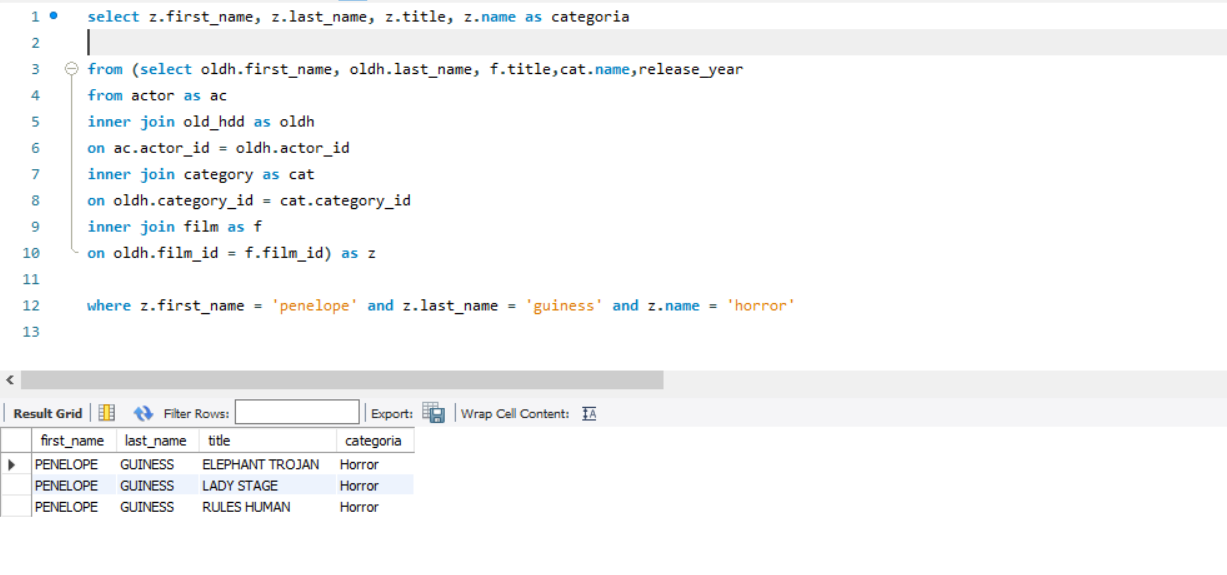 1 select z.first_name, z.last_name, z.title, z.name as categoria
2
3 from (select oldh.first_name, oldh.last_name, f.title,cat.name,release_year
4 from actor as ac
5 inner join old_hdd as oldh
6 on ac.actor_id = oldh.actor_id
7 inner join category as cat
8 on oldh.category_id = cat.category_id
9 inner join film as f
10 on oldh.film_id = f.film_id) as z
11
12 where z.first_name = 'penelope' and z.last_name = 'guiness' and z.name = 'horror'
13
Result Grid Filter Rows: Export: Wrap Cell Content:
first_name last_name title categoria
PENELOPE GUINESS ELEPHANT TROJAN Horror
PENELOPE GUINESS LADY STAGE Horror
PENELOPE GUINESS RULES HUMAN Horror